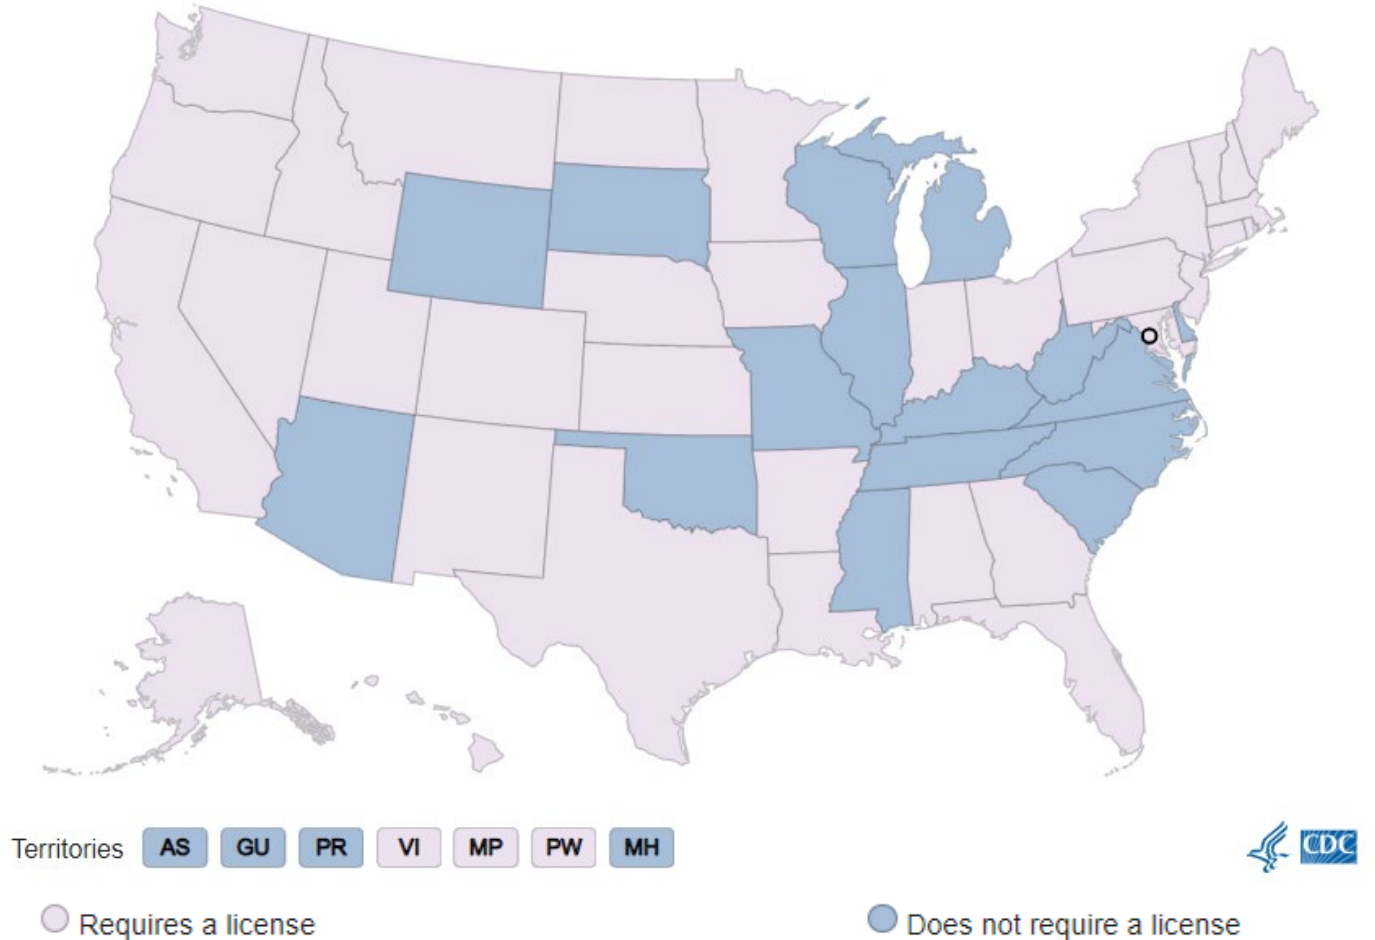 Territories AS GU PR VI MP PW MH
CDC
Requires a license
Does not require a license